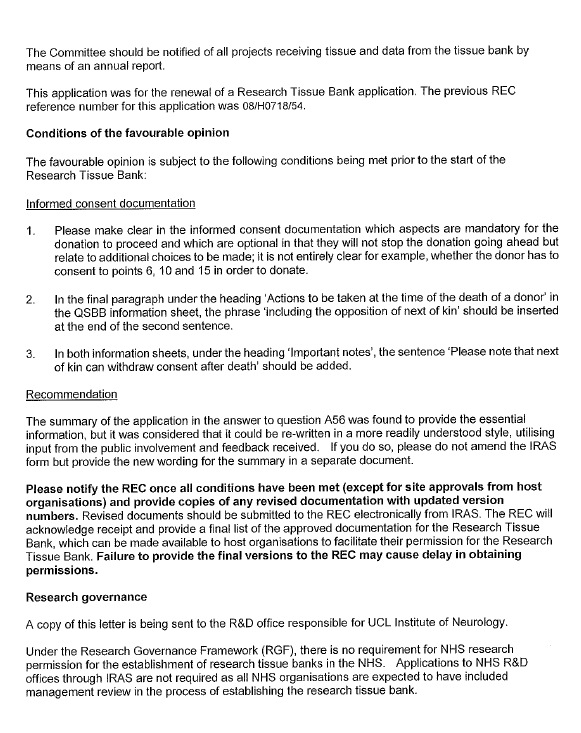 The Committee should be notified of all projects receiving tissue and data from the tissue bank by
means of an annual report.
This application was for the renewal of a Research Tissue Bank application. The previous REC
reference number for this application was 08/H0718/54.
Conditions of the favourable opinion
The favourable opinion is subject to the following conditions being met prior to the start of the
Research Tissue Bank:
Informed consent documentation
1. Please make clear in the informed consent documentation which aspects are mandatory for the
donation to proceed and which are optional in that they will not stop the donation going ahead but
relate to additional choices to be made; it is not entirely clear for example, whether the donor has to
consent to points 6, 10 and 15 in order to donate.
2. In the final paragraph under the heading 'Actions to be taken at the time of the death of a donor' in
the QSBB information sheet, the phrase 'including the opposition of next of kin' should be inserted
at the end of the second sentence.
3. In both information sheets, under the heading 'Important notes', the sentence 'Please note that next
of kin can withdraw consent after death' should be added.
Recommendation
The summary of the application in the answer to question A56 was found to provide the essential
information, but it was considered that it could be re-written in a more readily understood style, utilising
input from the public involvement and feedback received. If you do so, please do not amend the IRAS
form but provide the new wording for the summary in a separate document.
Please notify the REC once all conditions have been met (except for site approvals from host
organisations) and provide copies of any revised documentation with updated version
numbers. Revised documents should be submitted to the REC electronically from IRAS. The REC will
acknowledge receipt and provide a final list of the approved documentation for the Research Tissue
Bank, which can be made available to host organisations to facilitate their permission for the Research
Tissue Bank. Failure to provide the final versions to the REC may cause delay in obtaining
permissions.
Research governance
A copy of this letter is being sent to the R&D office responsible for UCL Institute of Neurology.
Under the Research Governance Framework (RGF), there is no requirement for NHS research
permission for the establishment of research tissue banks in the NHS. Applications to NHS R&D
offices through IRAS are not required as all NHS organisations are expected to have included
management review in the process of establishing the research tissue bank.